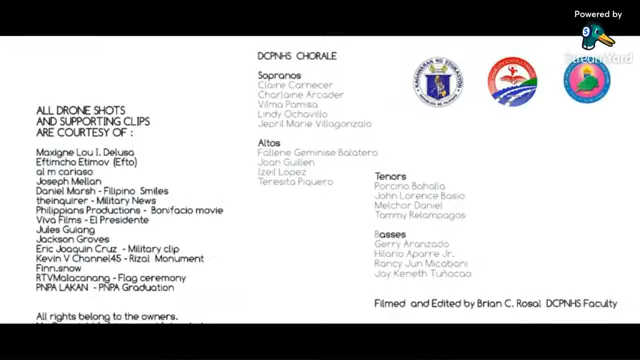 Powered by
StreamYard
DCPNHS CHORALE
Sopranos
Claire Carnecer
Charlaine Arcader
Vilma Pamisa
Lindy Ochavillo
Jepril Marie Villaganzalo
ALL DRONE SHOTS
AND SUPPORTING CLIPS
ARE COURTESY OF :
Maxigne Lou I. Delusa
Eftimcho Etimov (Efto)
al m cariaso
Joseph Mellan
Daniel Marsh - Filipino Smiles
theinquirer - Military News
Philippians Productions - Bonifacio movie
Viva Films - El Presidente
Jules Guiang
Jackson Groves
Eric Joaquin Cruz - Military clip
Kevin V Channel45 - Rizal Monument
Finn.snow
RTVMalacanang - Flag ceremony
PNPA LAKAN - PNPA Graduation
All rights belong to the owners.
Altos
Fallene Geminise Balatero
Joan Guillen
Izeil Lopez
Teresita Piquero
Tenors
Porcino Bahalla
John Lorence Basio
Melchor Daniel
Tammy Relampagos
Basses
Gerry Aranzado
Hilario Aparre Jr.
Rancy Jun Micabani
Jay Keneth Tuñacao
Filmed and Edited by Brian C. Rosal DCPNHS Faculty